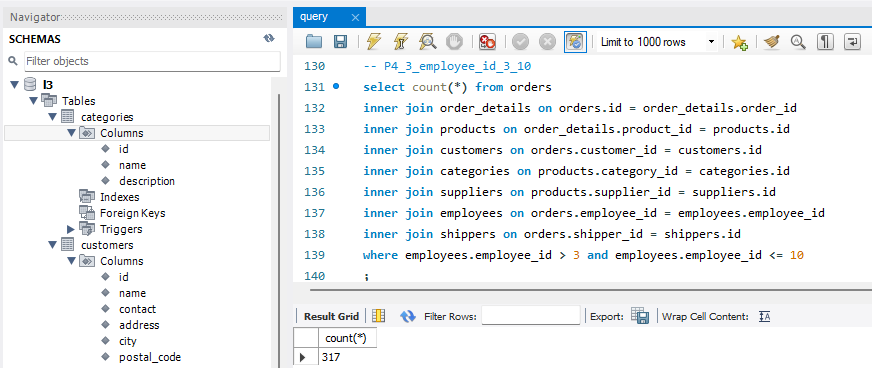 Navigator
SCHEMAS
Filter objects
l3
Tables
categories
Columns
id
name
description
Indexes
Foreign Keys
Triggers
customers
Columns
id
name
contact
address
city
postal_code
query
Limit to 1000 rows
130 -- P4_3_employee_id_3_10
131 select count(*) from orders
132 inner join order_details on orders.id = order_details.order_id
133 inner join products on order_details.product_id = products.id
134 inner join customers on orders.customer_id = customers.id
135 inner join categories on products.category_id = categories.id
136 inner join suppliers on products.supplier_id = suppliers.id
137 inner join employees on orders.employee_id = employees.employee_id
138 inner join shippers on orders.shipper_id = shippers.id
139 where employees.employee_id > 3 and employees.employee_id <= 10
140 ;
Result Grid Filter Rows: Export: Wrap Cell Content:
count(*)
317